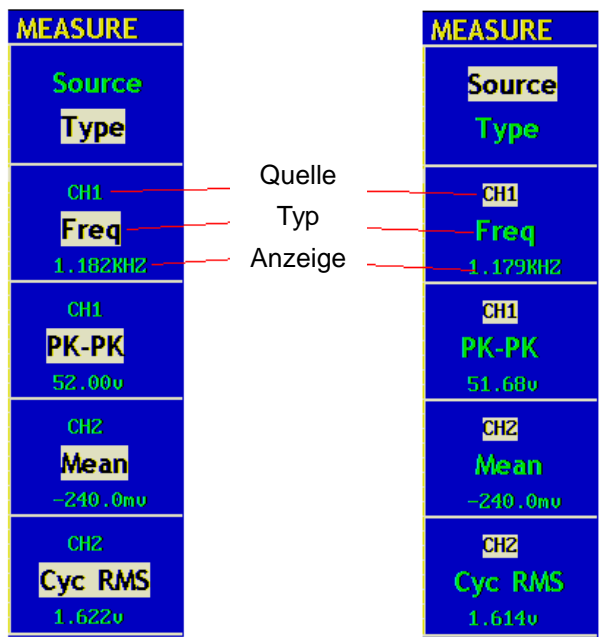 MEASURE
Source
Type
CH1
Freq
1.182KHZ
CH1
PK-PK
52.00v
CH2
Mean
-240.0mv
CH2
Cyc RMS
1.622v
Quelle
Typ
Anzeige
MEASURE
Source
Type
CH1
Freq
1.179KHZ
CH1
PK-PK
51.68v
CH2
Mean
-240.0mv
CH2
Cyc RMS
1.614v